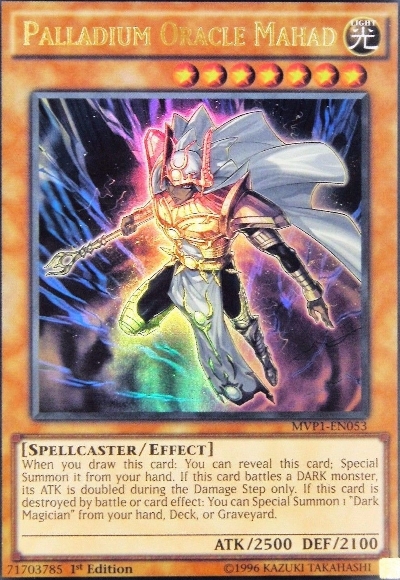 PALLADIUM ORACLE MAHAD
LIGHT
光
MVP1-EN053
[SPELLCASTER/EFFECT]
When you draw this card: You can reveal this card; Special
Summon it from your hand. If this card battles a DARK monster,
its ATK is doubled during the Damage Step only. If this card is
destroyed by battle or card effect: You can Special Summon 1 "Dark
Magician" from your hand, Deck, or Graveyard.
ATK/2500 DEF/2100
71703785 1st Edition ©1996 KAZUKI TAKAHASHI